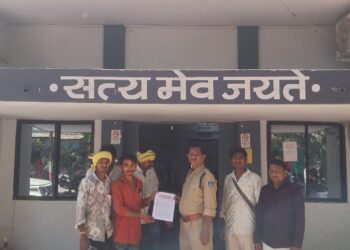 • सत्य मेव जयते •